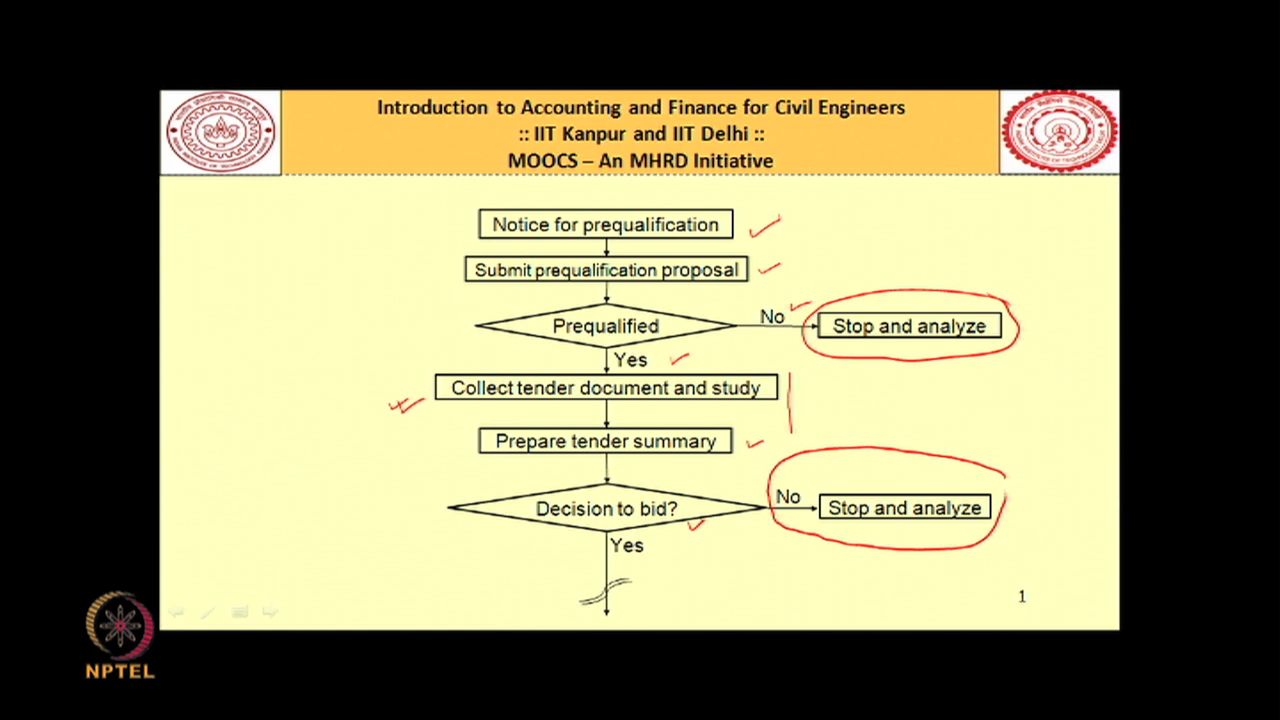 Introduction to Accounting and Finance for Civil Engineers
:: IIT Kanpur and IIT Delhi ::
MOOCS – An MHRD Initiative
Notice for prequalification
Submit prequalification proposal
Prequalified
No
Stop and analyze
Yes
Collect tender document and study
Prepare tender summary
Decision to bid?
No
Stop and analyze
Yes
1
NPTEL